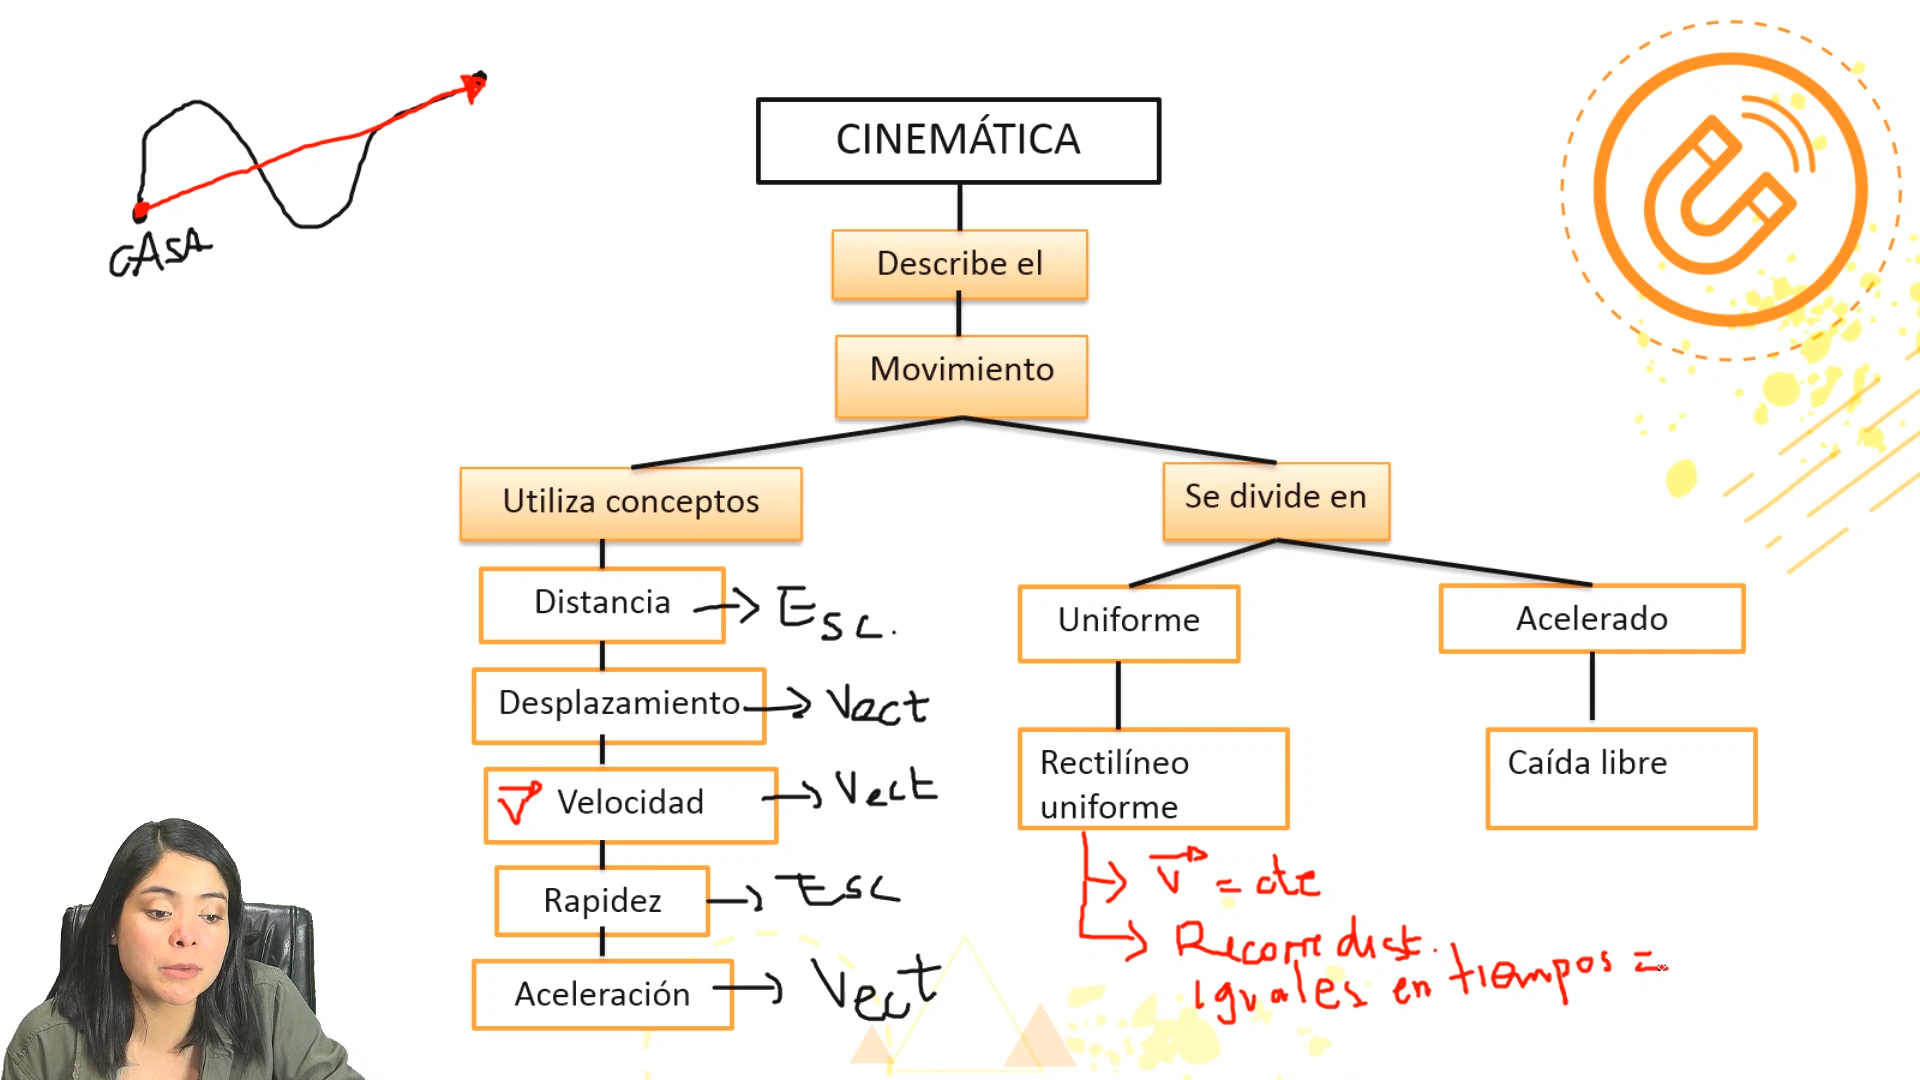 CASA
CINEMÁTICA
Describe el
Movimiento
Utiliza conceptos
Distancia → Esc.
Desplazamiento → Vect
V Velocidad → Vect
Rapidez → Esc
Aceleración → Vect
Se divide en
Uniforme
Rectilíneo
uniforme
→ V = cte
→ Recorre dist.
iguales en tiempos =
Acelerado
Caída libre